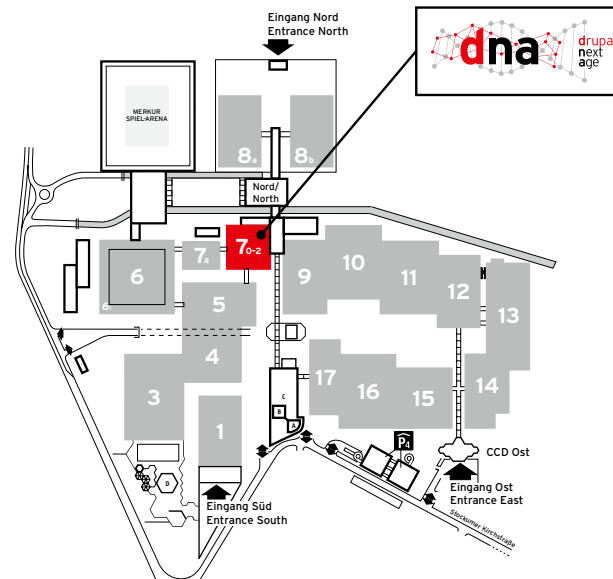 Eingang Nord
Entrance North
dna
drupa
next
age
MERKUR
SPIEL-ARENA
8a
8b
Nord/
North
7 0-2
7a
6
9
10
11
12
13
5
4
3
17
16
15
14
1
C
B
A
D
P4
CCD Ost
Eingang Ost
Entrance East
Eingang Süd
Entrance South
Stockumer Kirchstraße